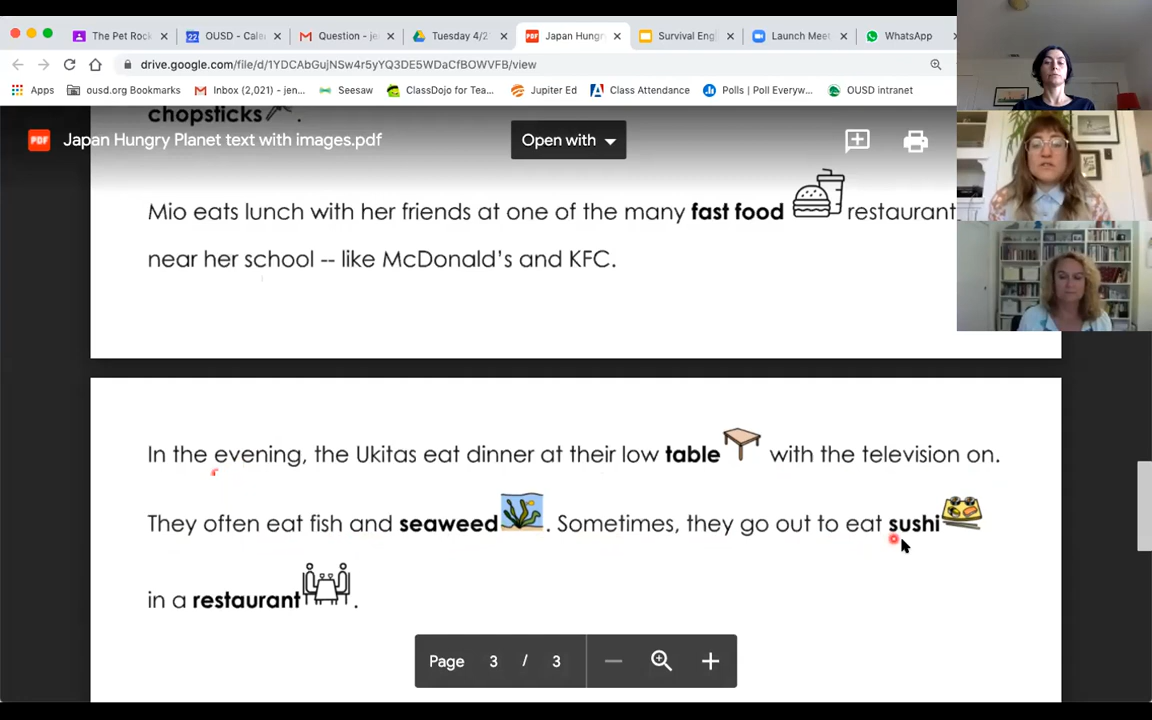 The Pet Rock
OUSD - Cale
Question - je
Tuesday 4/2
Japan Hungr
Survival Eng
Launch Meet
WhatsApp
drive.google.com/file/d/1YDCAbGujNSw4r5yYQ3DE5WDaCfBOWVFB/view
Apps
ousd.org Bookmarks
Inbox (2,021) - jen...
Seesaw
ClassDojo for Tea...
Jupiter Ed
Class Attendance
Polls | Poll Everyw...
OUSD intranet
chopsticks .
PDF Japan Hungry Planet text with images.pdf
Open with
Mio eats lunch with her friends at one of the many fast food restaurant
near her school -- like McDonald's and KFC.
In the evening, the Ukitas eat dinner at their low table with the television on.
They often eat fish and seaweed . Sometimes, they go out to eat sushi
in a restaurant .
Page 3 / 3